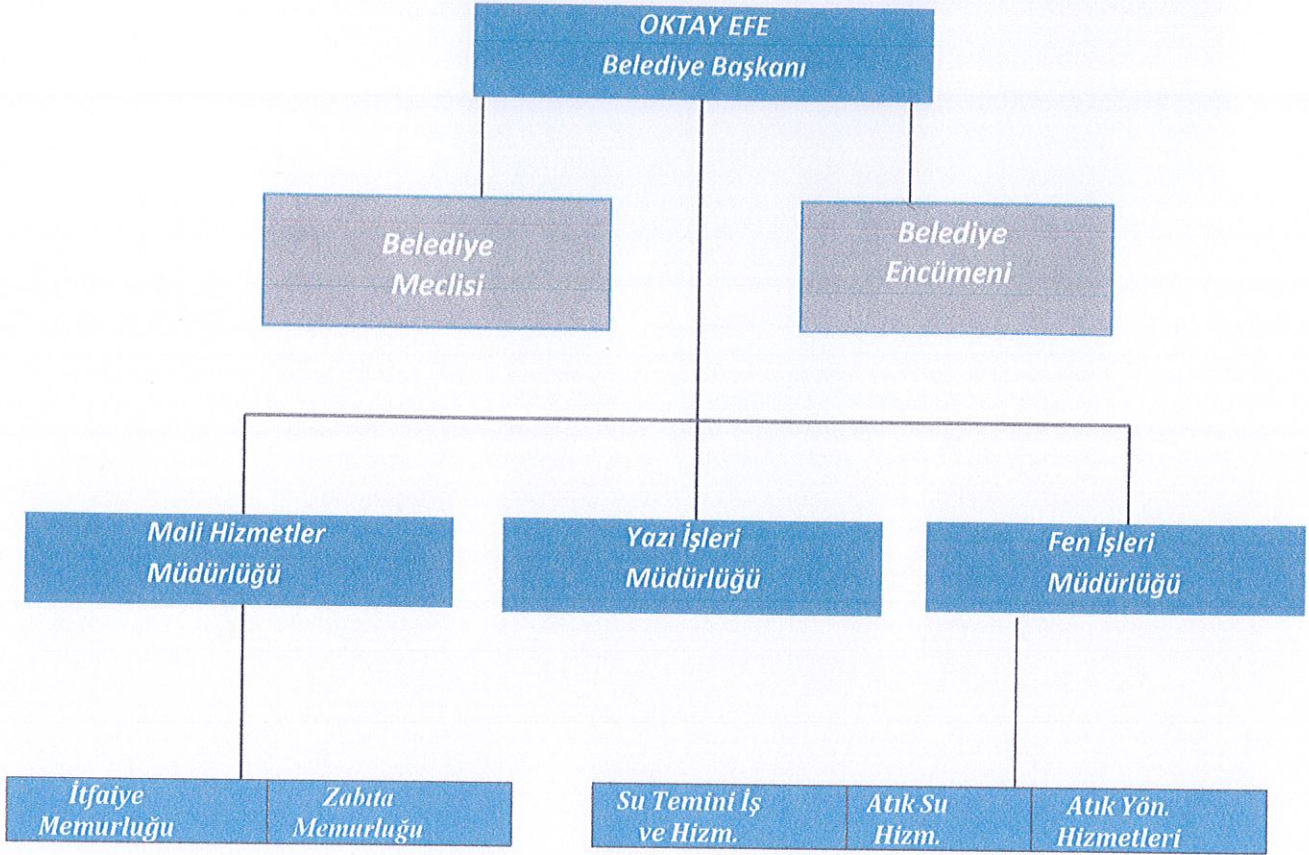 OKTAY EFE
Belediye Başkanı
Belediye
Meclisi
Belediye
Encümeni
Mali Hizmetler
Müdürlüğü
Yazı İşleri
Müdürlüğü
Fen İşleri
Müdürlüğü
İtfaiye
Memurluğu
Zabıta
Memurluğu
Su Temini İş
ve Hizm.
Atık Su
Hizm.
Atık Yön.
Hizmetleri